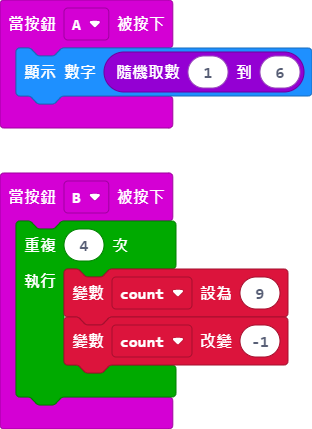 當按鈕 A 被按下
顯示 數字 隨機取數 1 到 6
當按鈕 B 被按下
重複 4 次
執行 變數 count 設為 9
變數 count 改變 -1